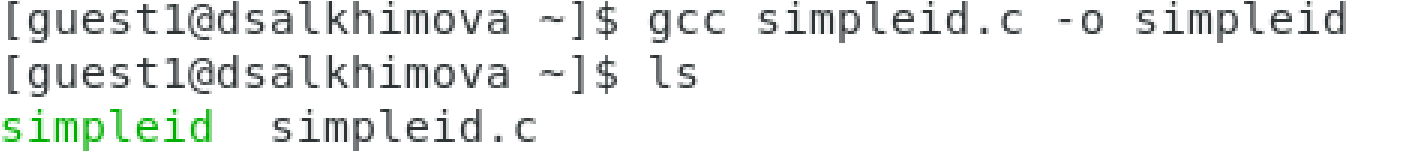 [guest1@dsalkhimova ~]$ gcc simpleid.c -o simpleid
[guest1@dsalkhimova ~]$ ls
simpleid  simpleid.c